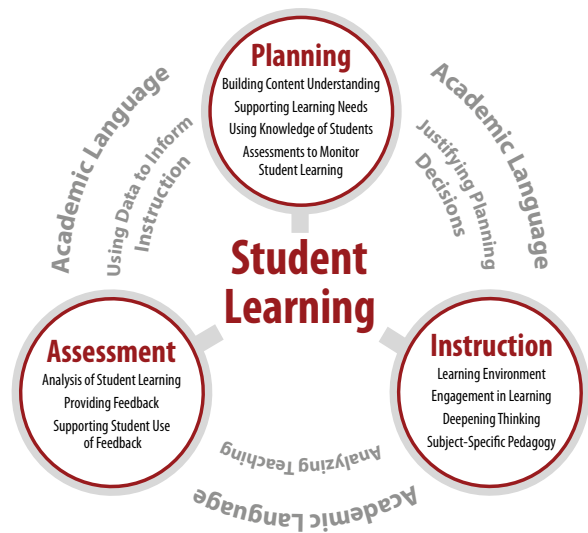 Planning
Building Content Understanding
Supporting Learning Needs
Using Knowledge of Students
Assessments to Monitor
Student Learning
Academic Language
Using Data to Inform
Instruction
Academic Language
Justifying Planning
Decisions
Student
Learning
Assessment
Analysis of Student Learning
Providing Feedback
Supporting Student Use
of Feedback
Instruction
Learning Environment
Engagement in Learning
Deepening Thinking
Subject-Specific Pedagogy
Analyzing Teaching
Academic Language